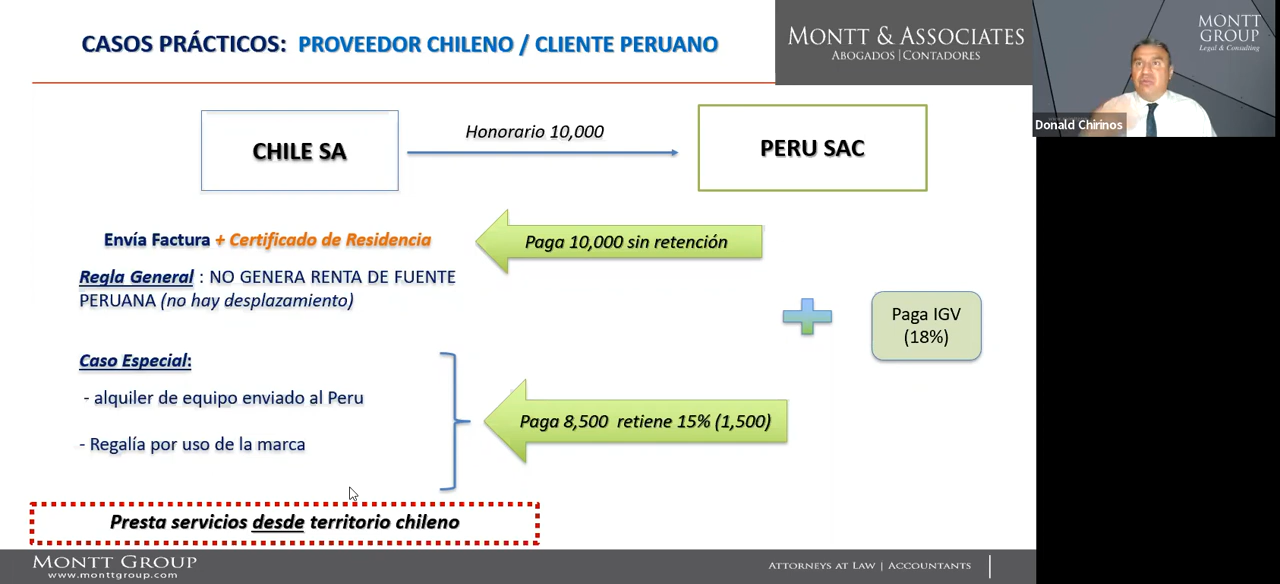 CASOS PRÁCTICOS: PROVEEDOR CHILENO / CLIENTE PERUANO
MONTT & ASSOCIATES
ABOGADOS | CONTADORES
MONTT
GROUP
Legal & Consulting
Donald Chirinos
CHILE SA
Honorario 10,000
PERU SAC
Envía Factura + Certificado de Residencia
Paga 10,000 sin retención
Regla General : NO GENERA RENTA DE FUENTE
PERUANA (no hay desplazamiento)
Paga IGV
(18%)
Caso Especial:
- alquiler de equipo enviado al Peru
- Regalía por uso de la marca
Paga 8,500 retiene 15% (1,500)
Presta servicios desde territorio chileno
MONTT GROUP
www.monttgroup.com
ATTORNEYS AT LAW | ACCOUNTANTS